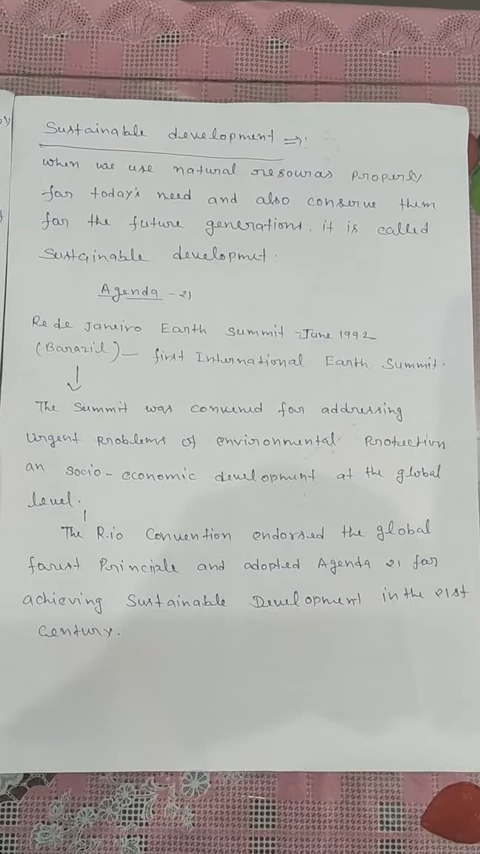 Sustainable development ⇒:
when we use natural resources properly
for today's need and also conserve them
for the future generations, it is called
Sustainable developmet.
Agenda - 21
Re de Janeiro Earth Summit - June 1992
(Barazil) — first International Earth Summit.
↓
The Summit was convened for addressing
urgent problems of environmental protection
an socio - economic development at the global
level.
The Rio Convention endorsed the global
forest Principle and adopted Agenda 21 for
achieving Sustainable Development in the 21st
Century.